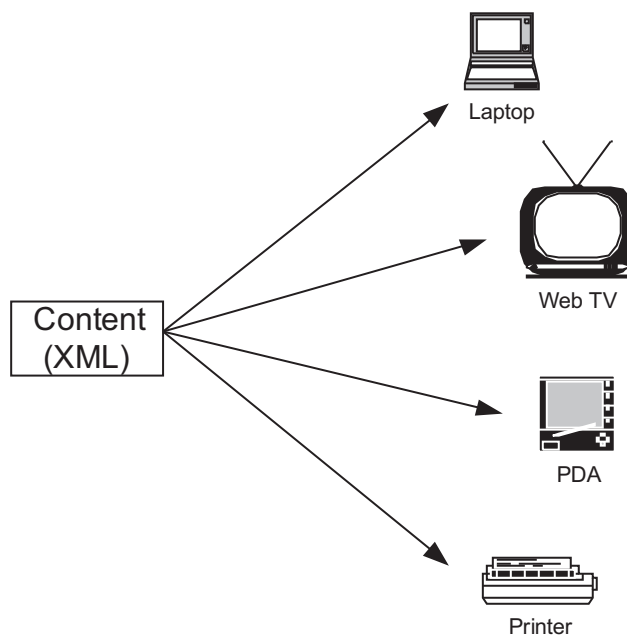 Laptop
Web TV
Content
(XML)
PDA
Printer